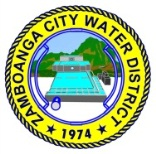 ZAMBOANGA CITY WATER DISTRICT
1974